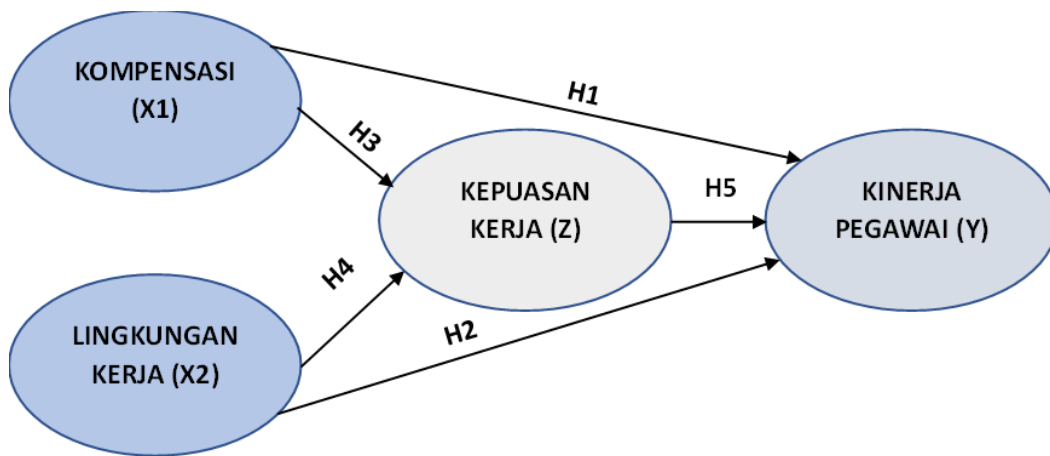 KOMPENSASI
(X1)
H1
H3
KEPUASAN
KERJA (Z)
H5
KINERJA
PEGAWAI (Y)
H4
LINGKUNGAN
KERJA (X2)
H2